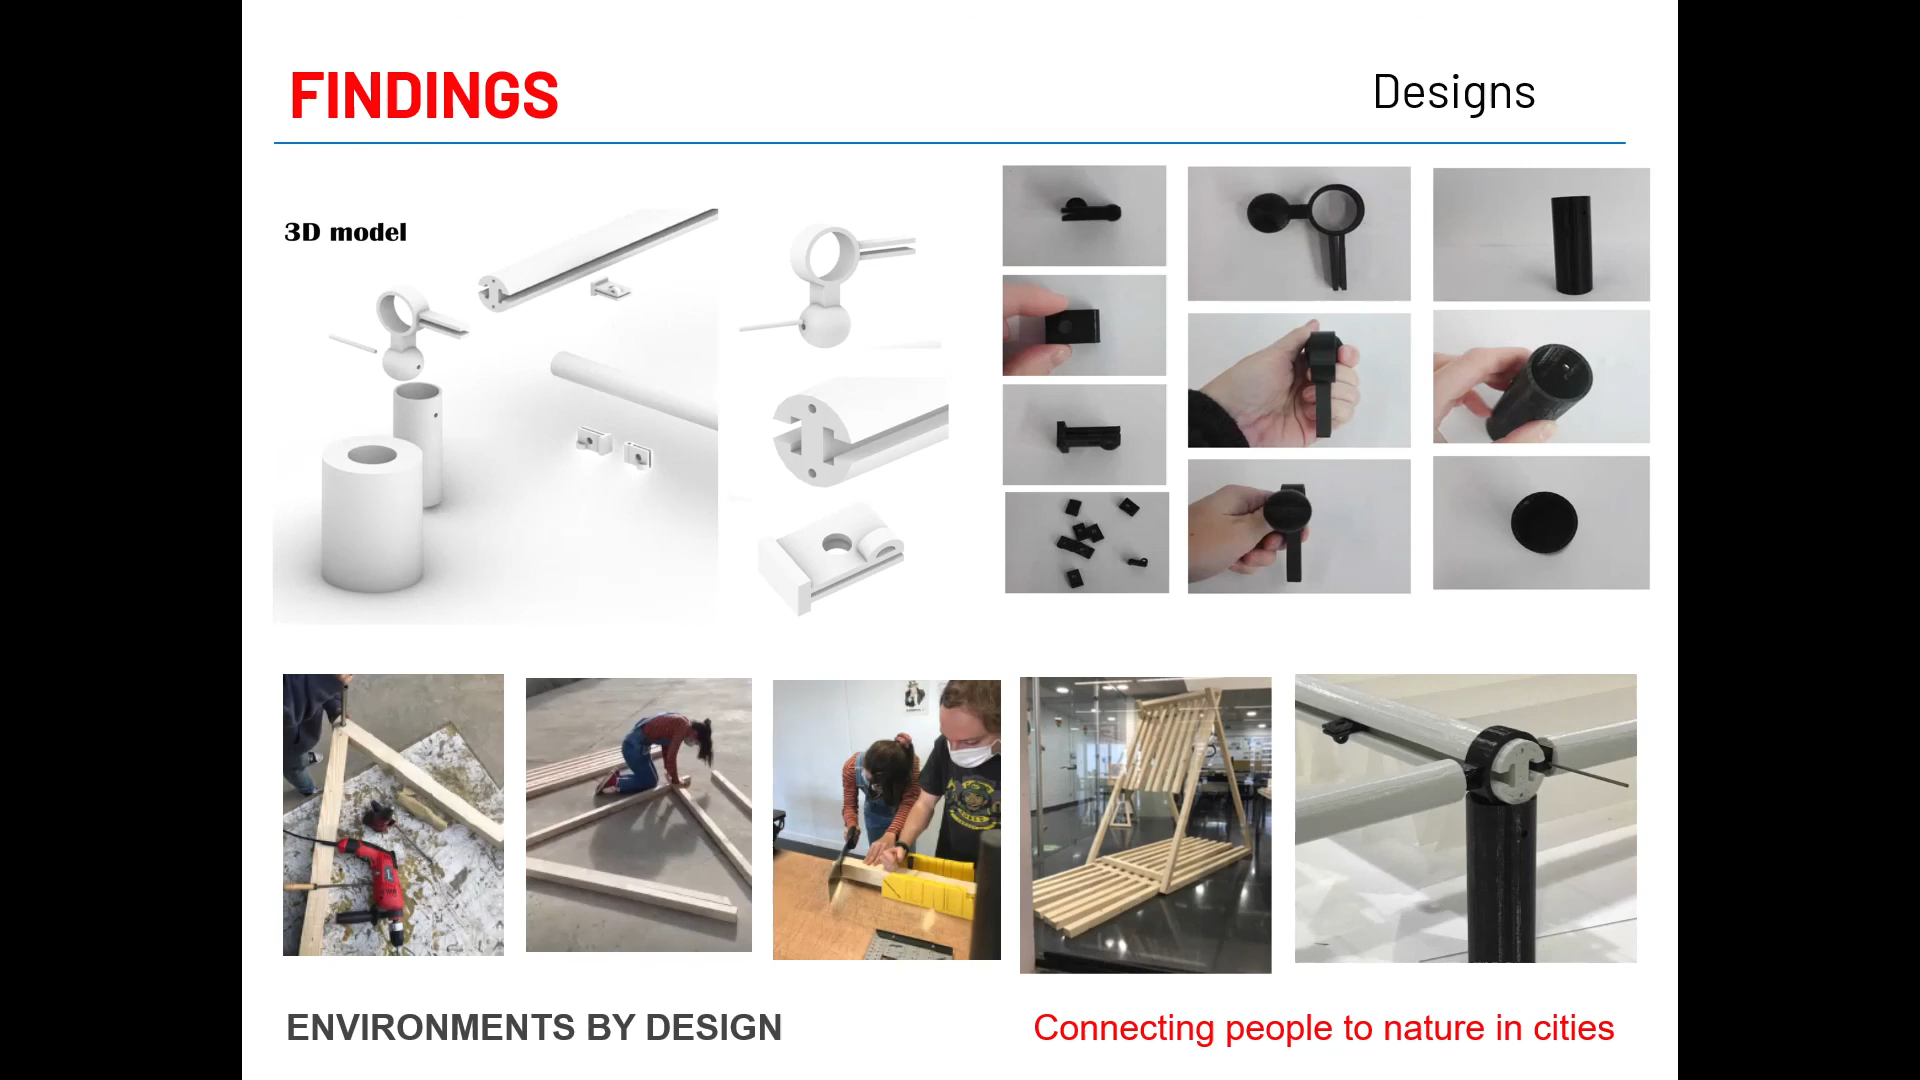 FINDINGS
Designs
3D model
ENVIRONMENTS BY DESIGN
Connecting people to nature in cities